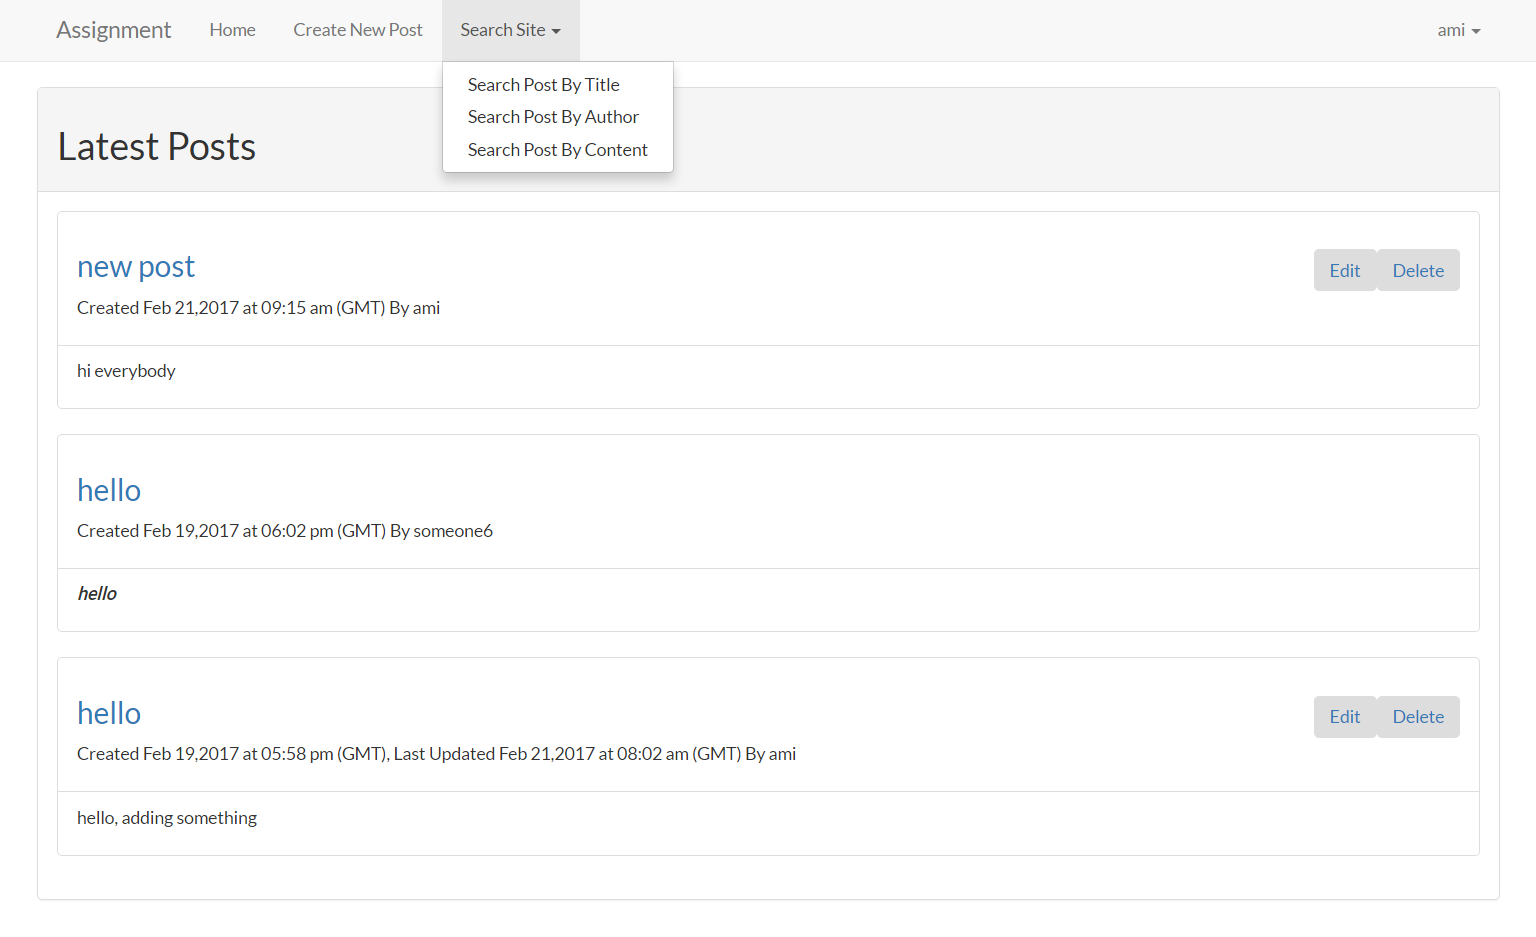 Assignment Home Create New Post Search Site ami
Search Post By Title
Search Post By Author
Search Post By Content
Latest Posts
new post
Edit Delete
Created Feb 21,2017 at 09:15 am (GMT) By ami
hi everybody
hello
Created Feb 19,2017 at 06:02 pm (GMT) By someone6
hello
hello
Edit Delete
Created Feb 19,2017 at 05:58 pm (GMT), Last Updated Feb 21,2017 at 08:02 am (GMT) By ami
hello, adding something